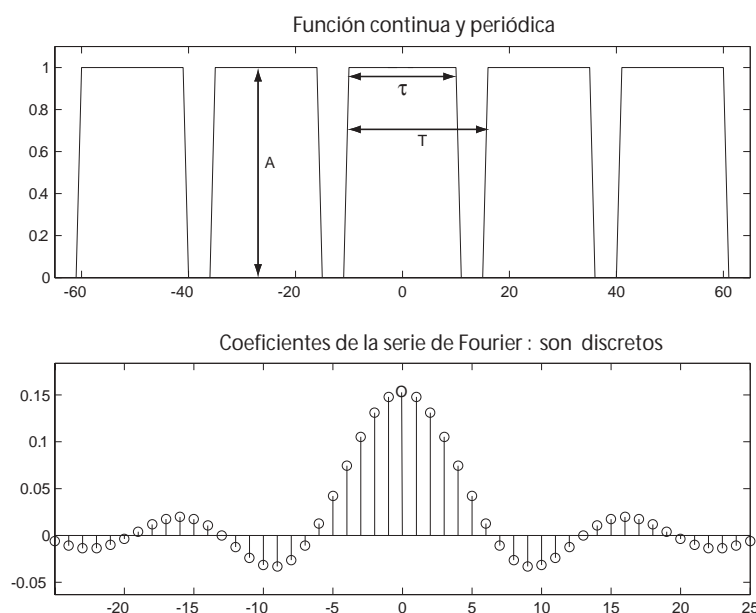 Función continua y periódica
1
0.8
0.6
0.4
0.2
0
τ
T
A
-60 -40 -20 0 20 40 60
Coeficientes de la serie de Fourier : son discretos
0.15
0.1
0.05
0
-0.05
-20 -15 -10 -5 0 5 10 15 20 25